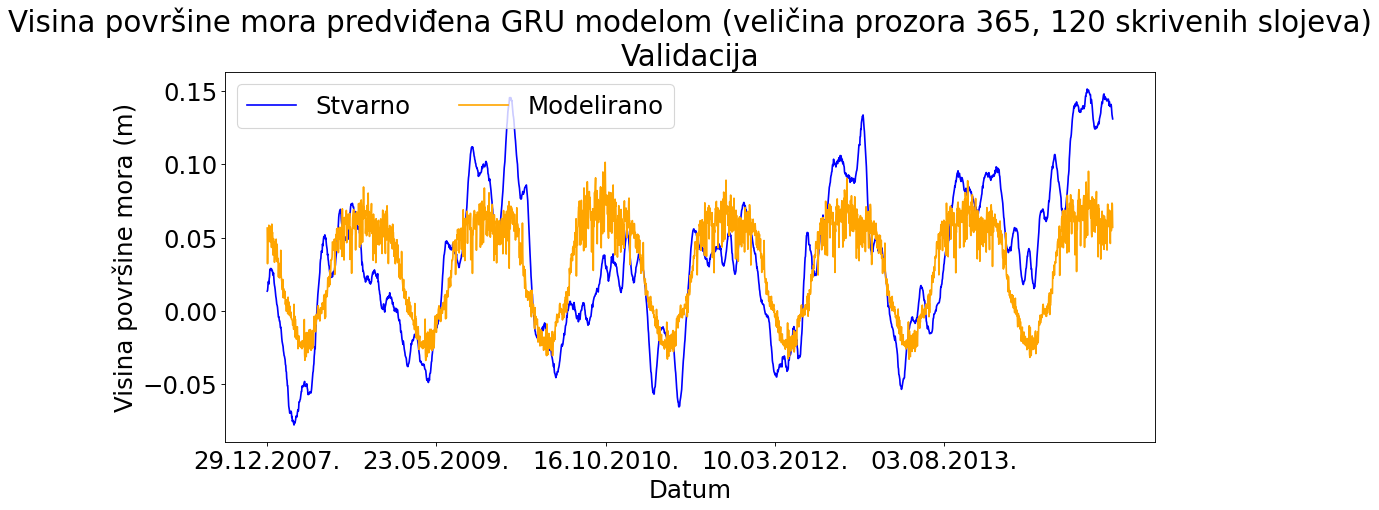 Visina površine mora predviđena GRU modelom (veličina prozora 365, 120 skrivenih slojeva)
Validacija
Stvarno
Modelirano
Visina površine mora (m)
0.15
0.10
0.05
0.00
−0.05
29.12.2007.
23.05.2009.
16.10.2010.
10.03.2012.
03.08.2013.
Datum